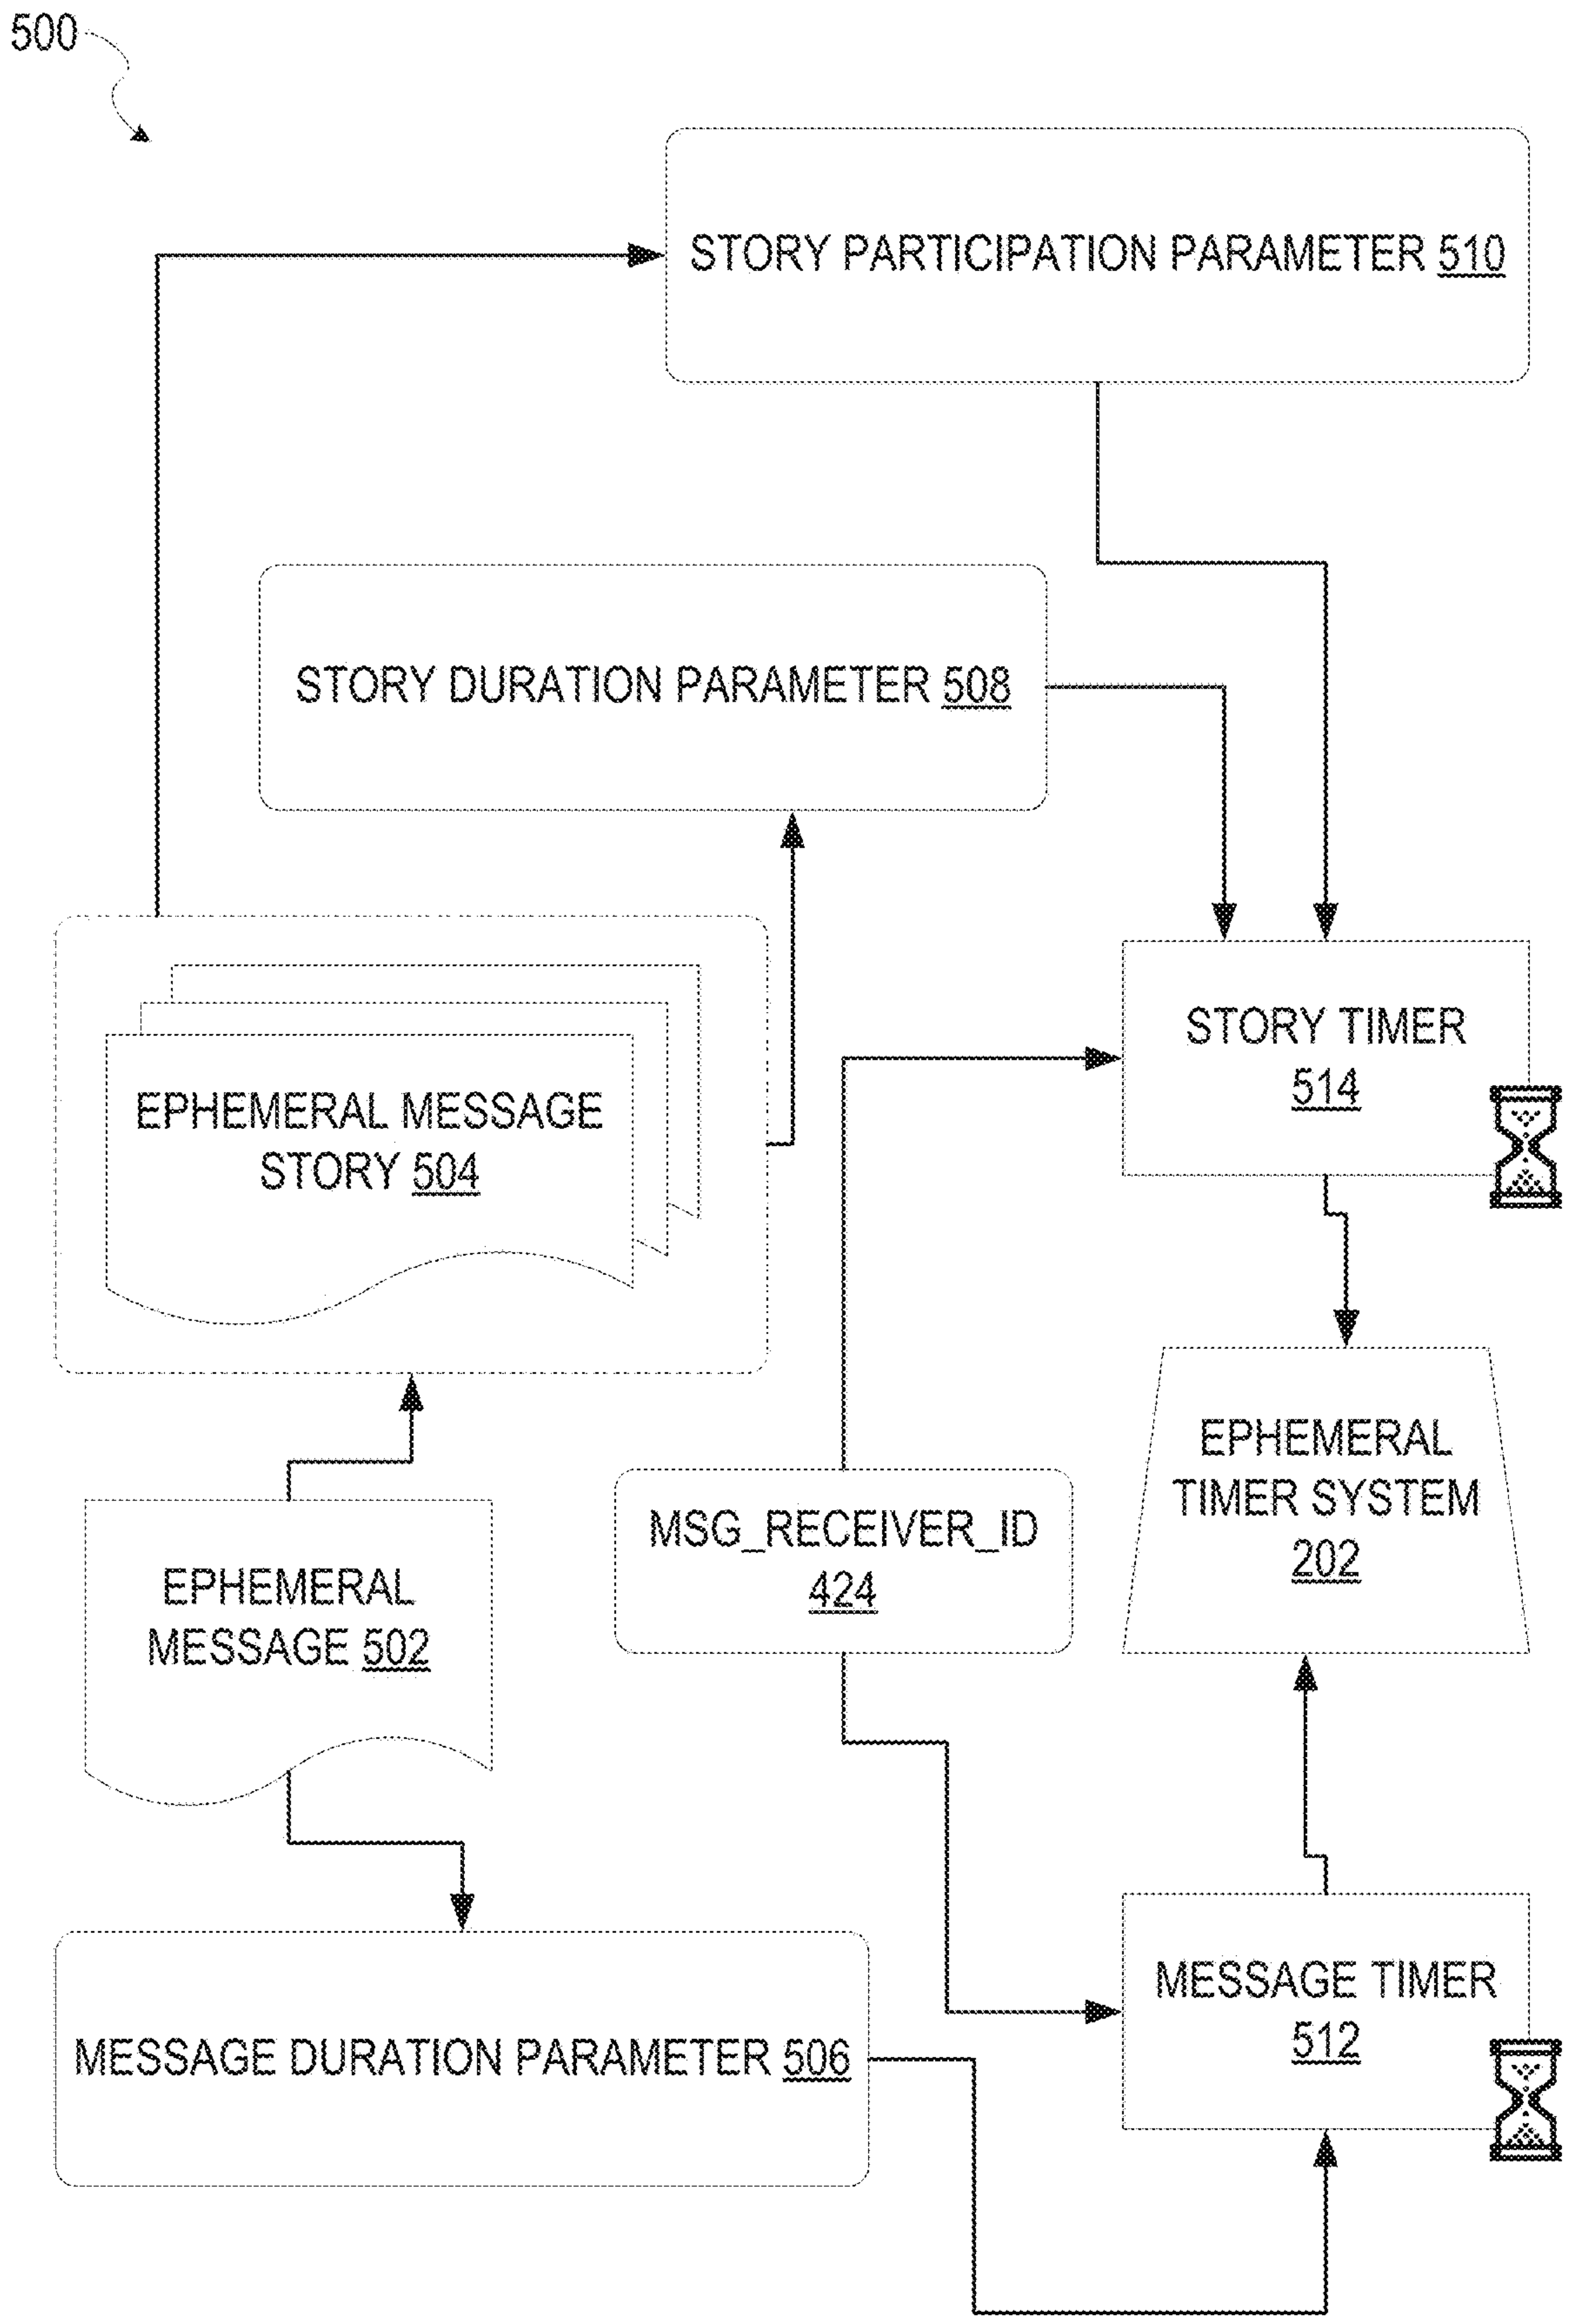 500
STORY PARTICIPATION PARAMETER 510
STORY DURATION PARAMETER 508
STORY TIMER
514
EPHEMERAL MESSAGE
STORY 504
EPHEMERAL
TIMER SYSTEM
202
MSG_RECEIVER_ID
424
EPHEMERAL
MESSAGE 502
MESSAGE TIMER
512
MESSAGE DURATION PARAMETER 506